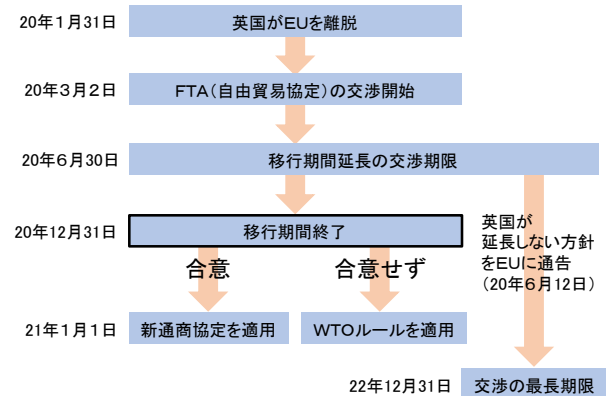 20年1月31日
英国がEUを離脱
20年3月2日
FTA（自由貿易協定）の交渉開始
20年6月30日
移行期間延長の交渉期限
20年12月31日
移行期間終了
英国が
延長しない方針
をEUに通告
（20年6月12日）
合意
合意せず
21年1月1日
新通商協定を適用
WTOルールを適用
22年12月31日
交渉の最長期限